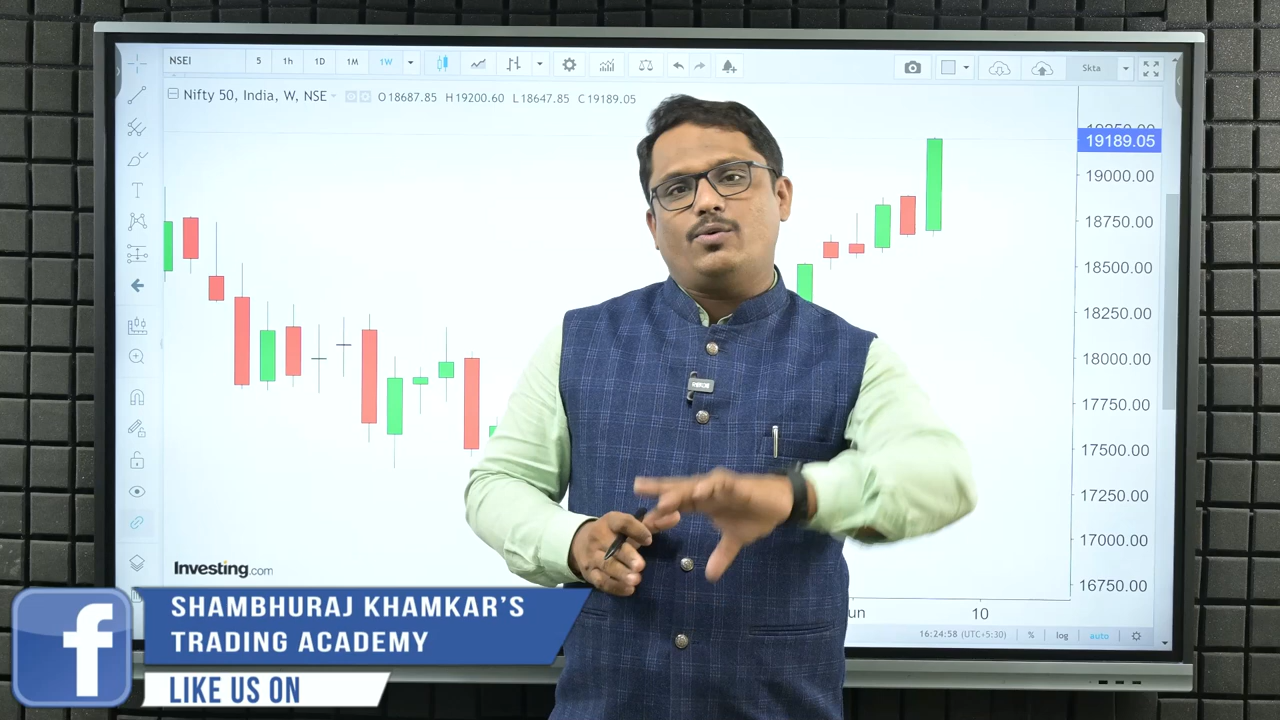 NSEI 5 1h 1D 1M 1W Skta
Nifty 50, India, W, NSE O18687.85 H19200.60 L18647.85 C19189.05
19189.05
19000.00
18750.00
18500.00
18250.00
18000.00
17750.00
17500.00
17250.00
17000.00
16750.00
Investing.com
un 10
16:24:58 (UTC+5:30) % log auto
f
SHAMBHURAJ KHAMKAR'S
TRADING ACADEMY
LIKE US ON